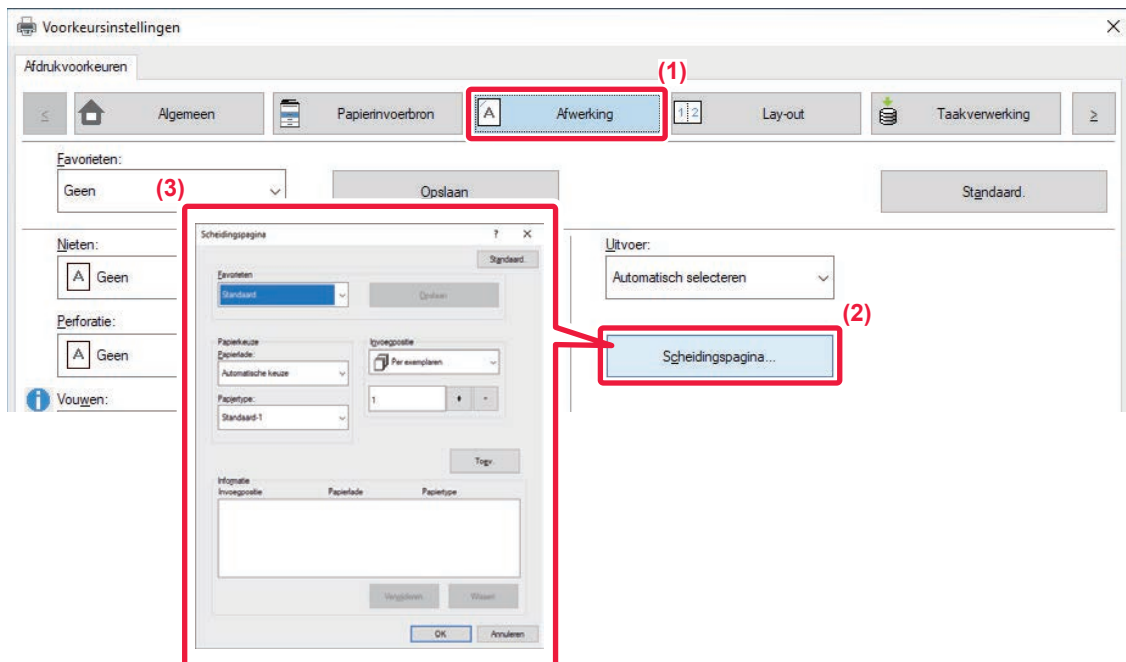 Voorkeursinstellingen
Afdrukvoorkeuren
(1)
Algemeen
Papierinvoerbron
A
Afwerking
1 2
Lay-out
Taakverwerking
Favorieten:
Geen
(3)
Opslaan
Standaard.
Nieten:
A Geen
Perforatie:
A Geen
Vouwen:
Scheidingspagina
? ×
Standaard.
Favorieten
Standaard
Opslaan
Papierkeuze
Papierlade:
Automatische keuze
Papiertype:
Standaard-1
Invoegpositie
Per exemplaren
1
+ -
Toev.
Informatie
Invoegpositie Papierlade Papiertype
Verwijderen
Wissen
OK
Annuleren
Uitvoer:
Automatisch selecteren
(2)
Scheidingspagina...